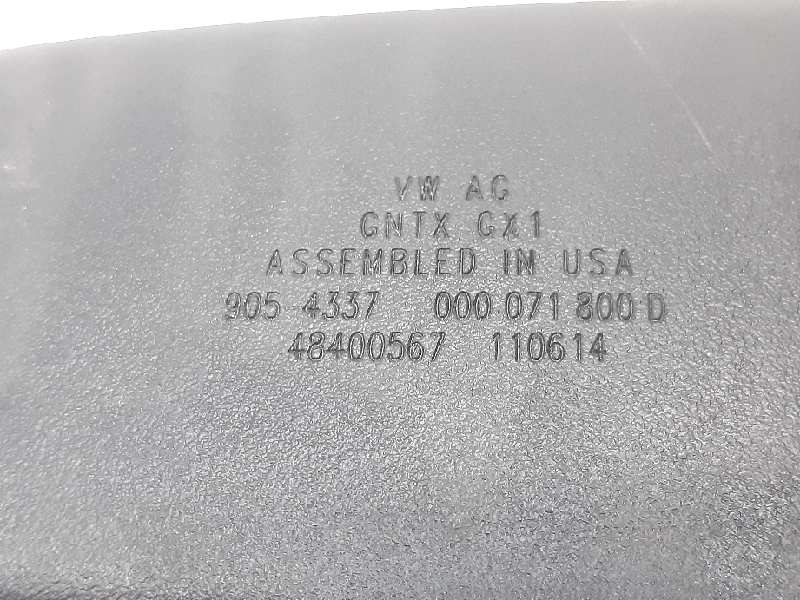 VW AG
GNTX GX1
ASSEMBLED IN USA
905 4337 000 071 800 D
48400567 110614